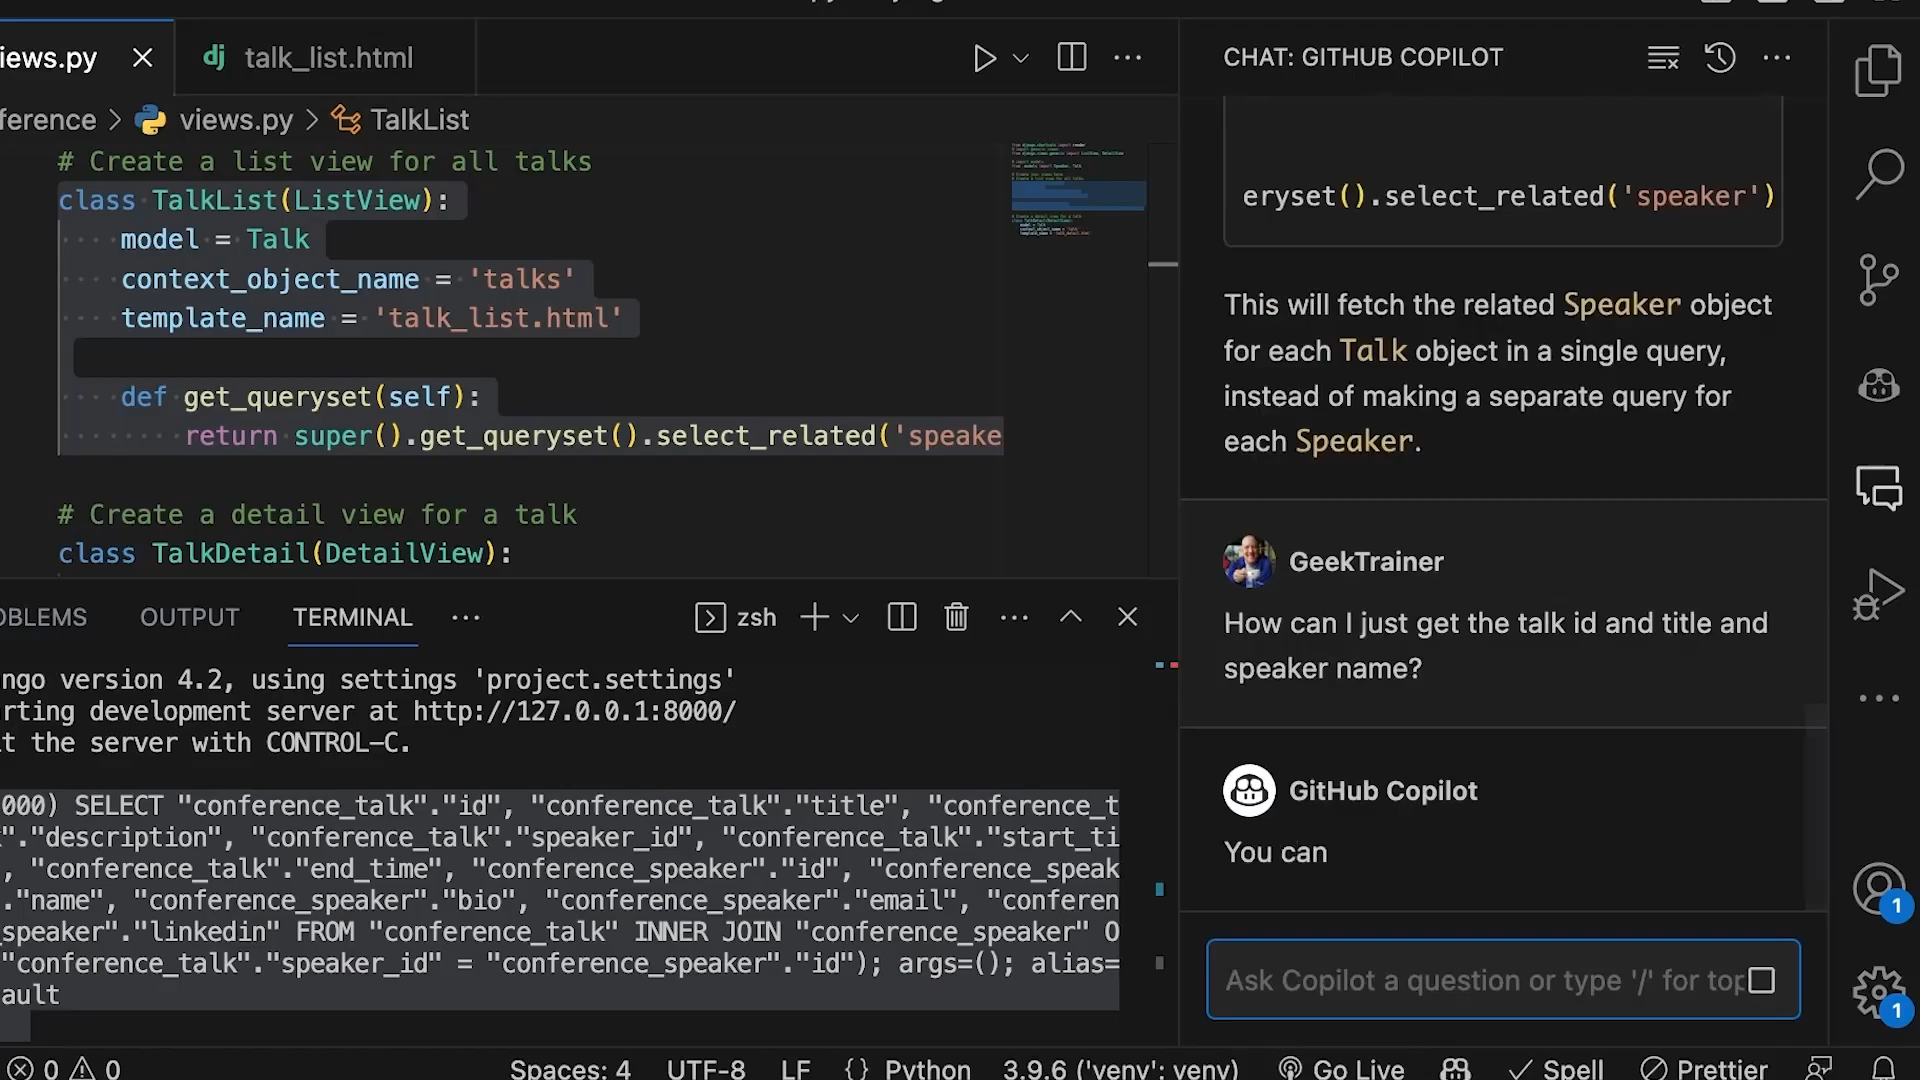 iews.py
talk_list.html
ference > views.py > TalkList
# Create a list view for all talks
class TalkList(ListView):
model = Talk
context_object_name = 'talks'
template_name = 'talk_list.html'
def get_queryset(self):
return super().get_queryset().select_related('speake
# Create a detail view for a talk
class TalkDetail(DetailView):
OBLEMS
OUTPUT
TERMINAL
zsh
ngo version 4.2, using settings 'project.settings'
rting development server at http://127.0.0.1:8000/
t the server with CONTROL-C.
000) SELECT "conference_talk"."id", "conference_talk"."title", "conference_t
"."description", "conference_talk"."speaker_id", "conference_talk"."start_ti
, "conference_talk"."end_time", "conference_speaker"."id", "conference_speak
."name", "conference_speaker"."bio", "conference_speaker"."email", "conferen
speaker"."linkedin" FROM "conference_talk" INNER JOIN "conference_speaker" O
"conference_talk"."speaker_id" = "conference_speaker"."id"); args=(); alias=
ault
CHAT: GITHUB COPILOT
eryset().select_related('speaker')
This will fetch the related Speaker object
for each Talk object in a single query,
instead of making a separate query for
each Speaker.
GeekTrainer
How can I just get the talk id and title and
speaker name?
GitHub Copilot
You can
Ask Copilot a question or type '/' for top
1
1
0 0
Spaces: 4
UTF-8
LF
{} Python
3.9.6 ('venv': venv)
Go Live
Spell
Prettier